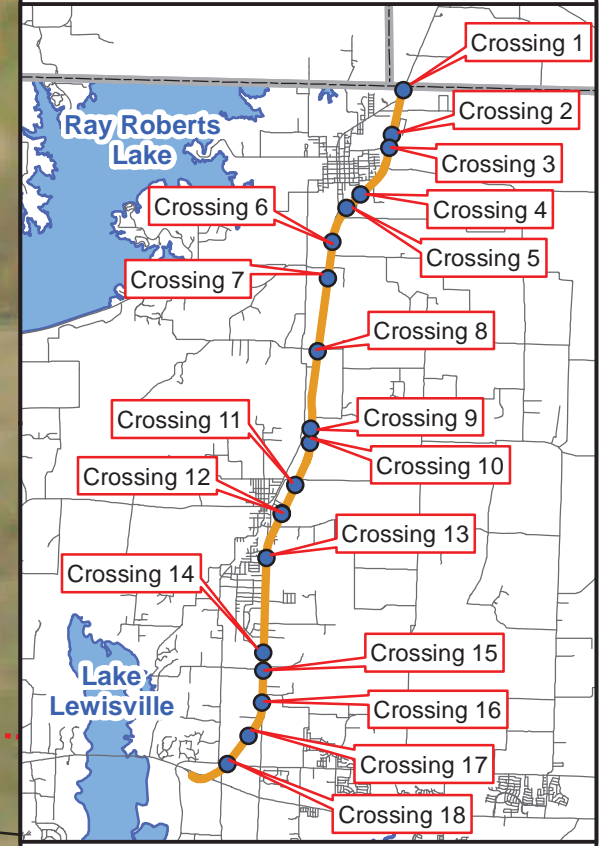 Crossing 1
Crossing 2
Ray Roberts
Lake
Crossing 3
Crossing 6
Crossing 4
Crossing 5
Crossing 7
Crossing 8
Crossing 11
Crossing 9
Crossing 10
Crossing 12
Crossing 13
Crossing 14
Crossing 15
Lake
Lewisville
Crossing 16
Crossing 17
Crossing 18